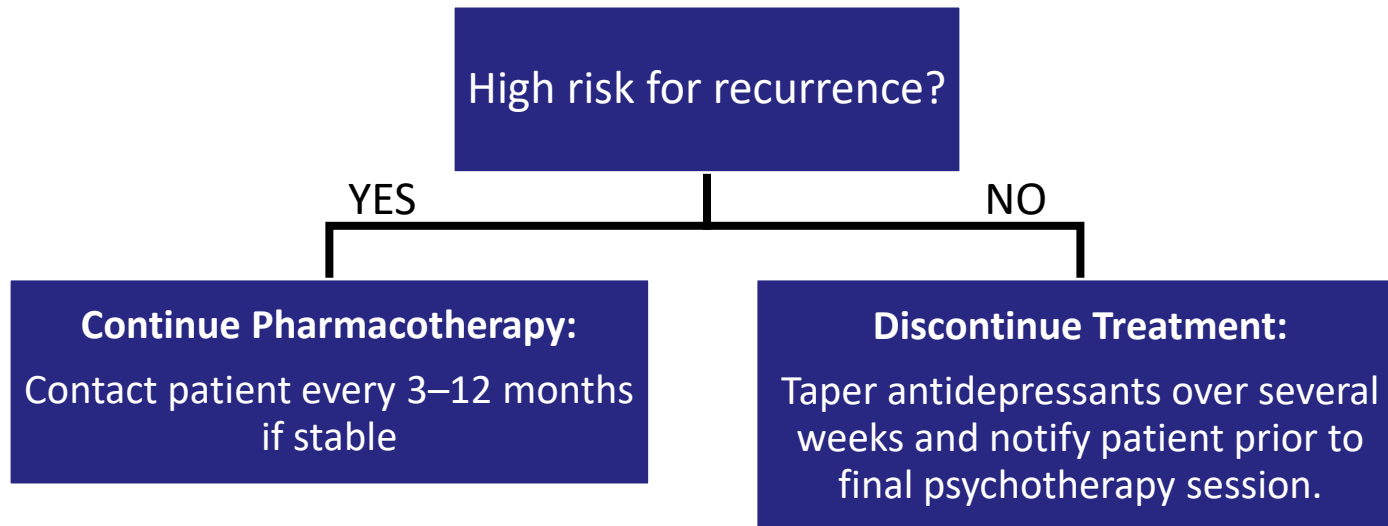 High risk for recurrence?
YES
NO
Continue Pharmacotherapy:
Contact patient every 3–12 months
if stable
Discontinue Treatment:
Taper antidepressants over several
weeks and notify patient prior to
final psychotherapy session.